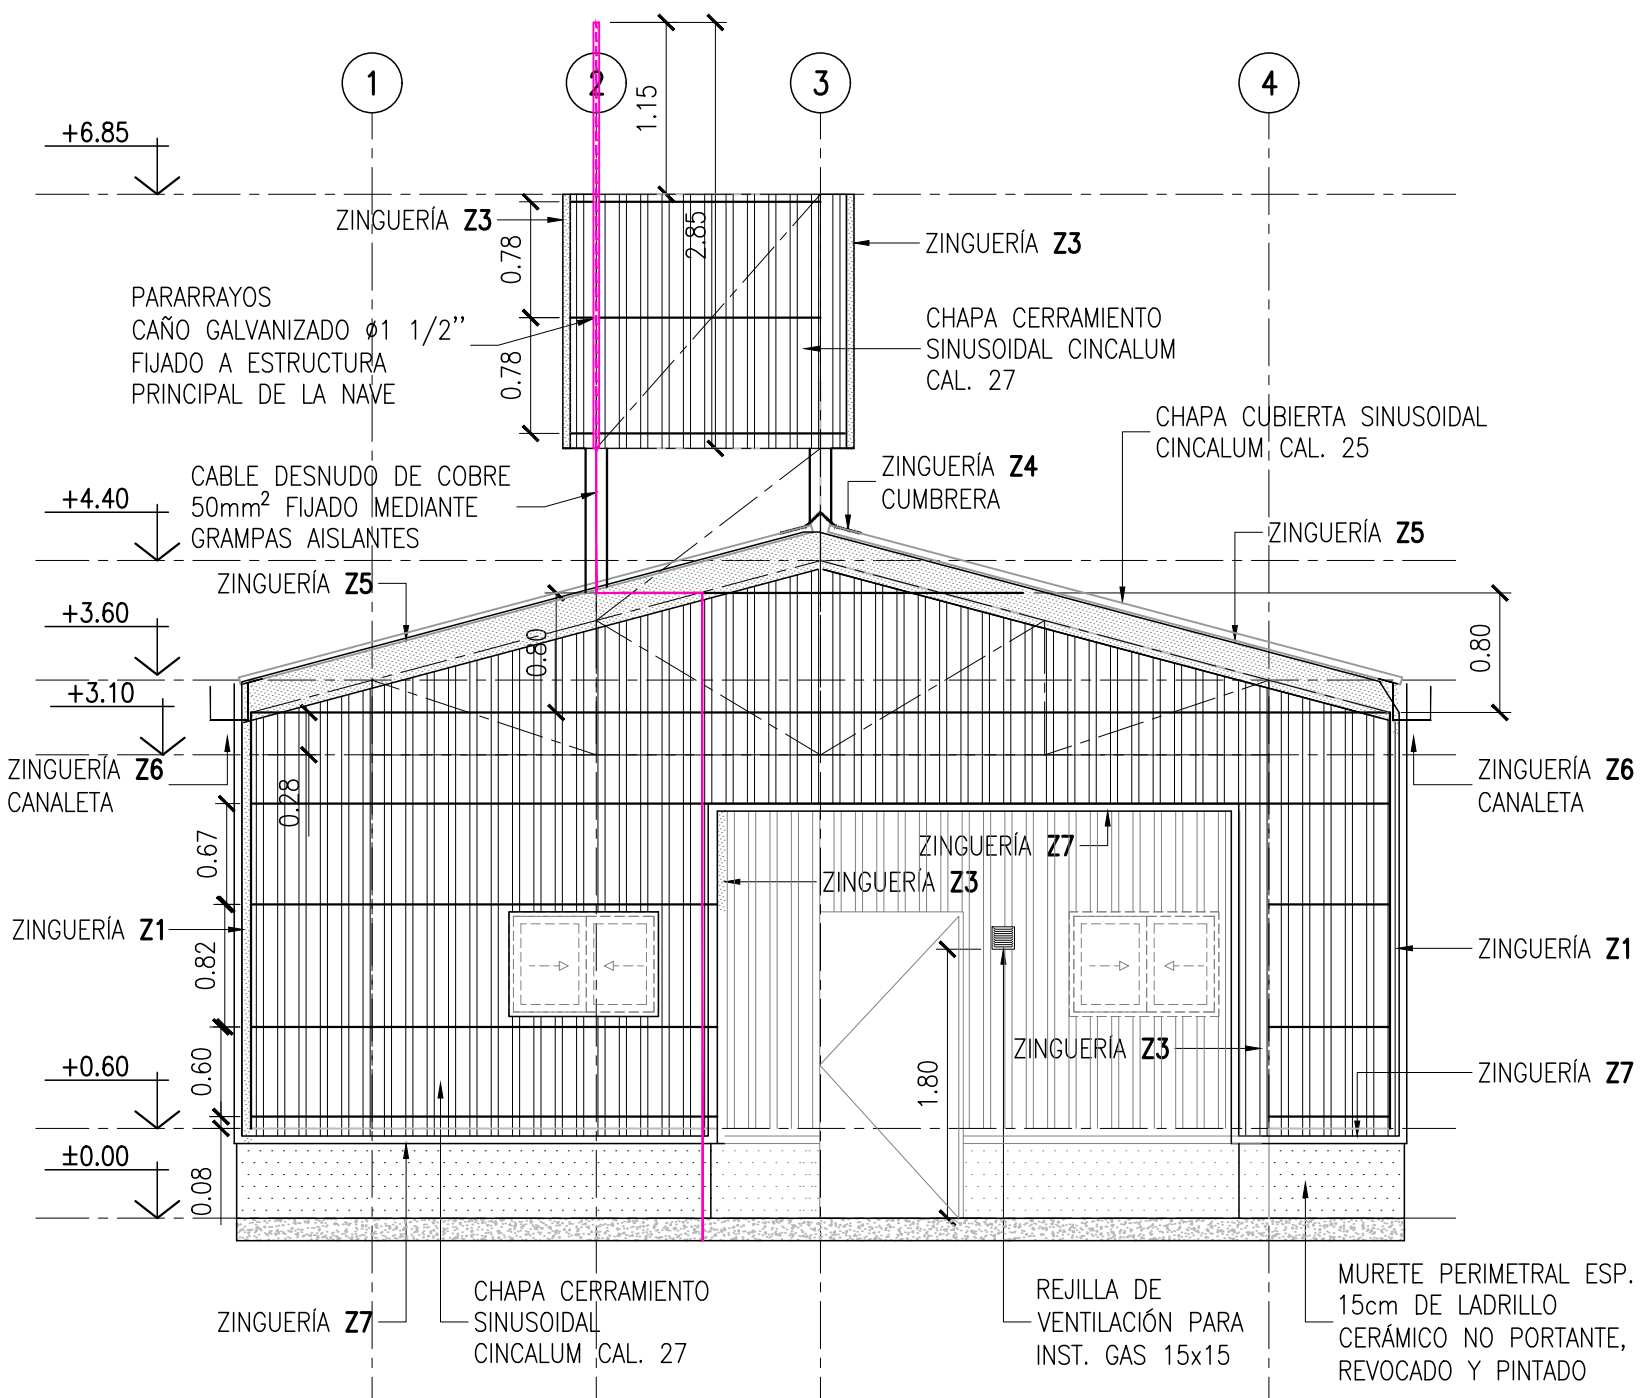 1
2
3
4
1.15
+6.85
ZINGUERÍA Z3
2.85
0.78
ZINGUERÍA Z3
PARARRAYOS
CAÑO GALVANIZADO ø1 1/2’’
FIJADO A ESTRUCTURA
PRINCIPAL DE LA NAVE
0.78
CHAPA CERRAMIENTO
SINUSOIDAL CINCALUM
CAL. 27
CHAPA CUBIERTA SINUSOIDAL
CINCALUM CAL. 25
CABLE DESNUDO DE COBRE
50mm² FIJADO MEDIANTE
GRAMPAS AISLANTES
ZINGUERÍA Z4
CUMBRERA
+4.40
ZINGUERÍA Z5
ZINGUERÍA Z5
+3.60
0.80
0.80
+3.10
ZINGUERÍA Z6
CANALETA
0.28
ZINGUERÍA Z6
CANALETA
0.67
ZINGUERÍA Z7
ZINGUERÍA Z3
ZINGUERÍA Z1
0.82
ZINGUERÍA Z1
ZINGUERÍA Z3
+0.60
0.60
1.80
ZINGUERÍA Z7
±0.00
0.08
ZINGUERÍA Z7
CHAPA CERRAMIENTO
SINUSOIDAL
CINCALUM CAL. 27
REJILLA DE
VENTILACIÓN PARA
INST. GAS 15x15
MURETE PERIMETRAL ESP.
15cm DE LADRILLO
CERÁMICO NO PORTANTE,
REVOCADO Y PINTADO